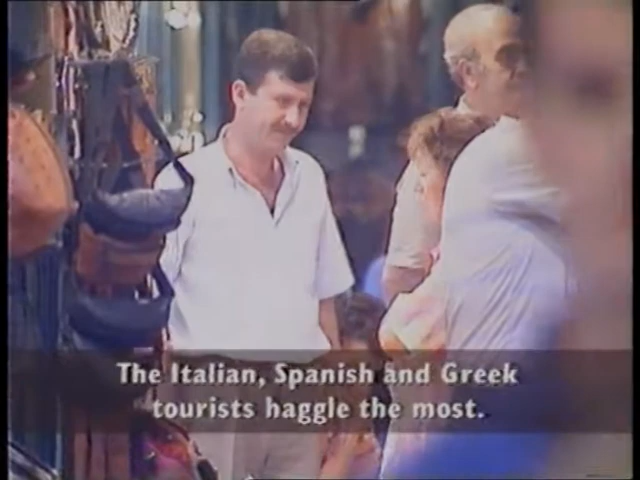 The Italian, Spanish and Greek
tourists haggle the most.